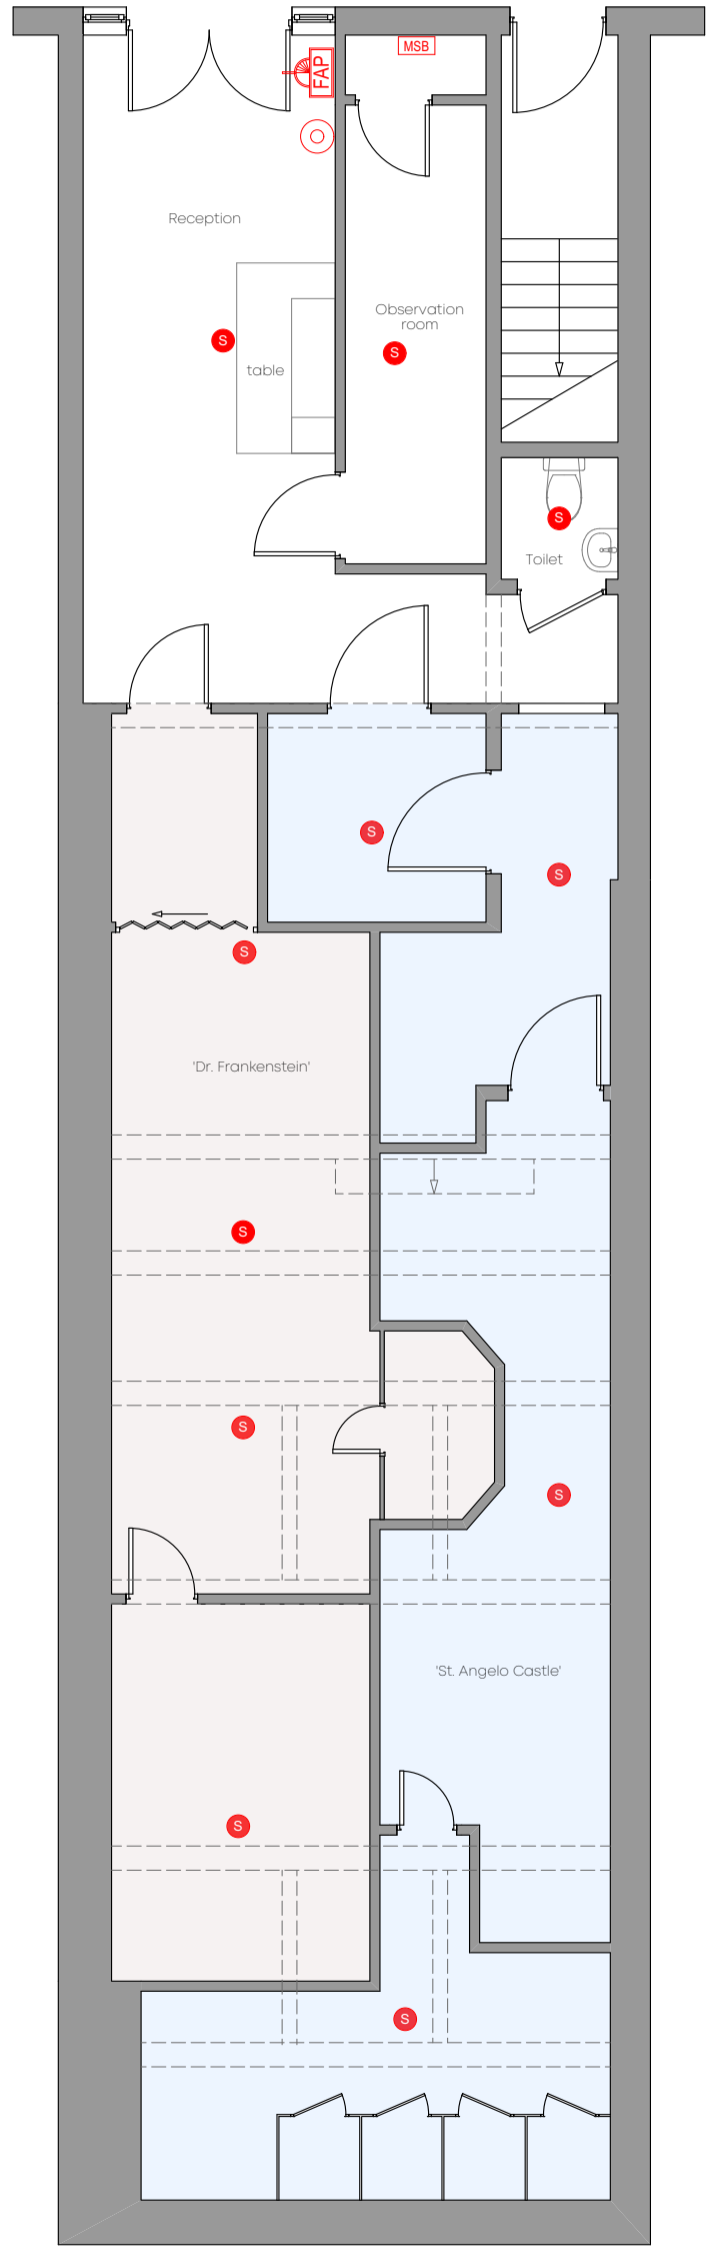 MSB
FAP
Reception
Observation
room
S
S
table
S
Toilet
S
S
S
'Dr. Frankenstein'
S
S
S
'St. Angelo Castle'
S
S